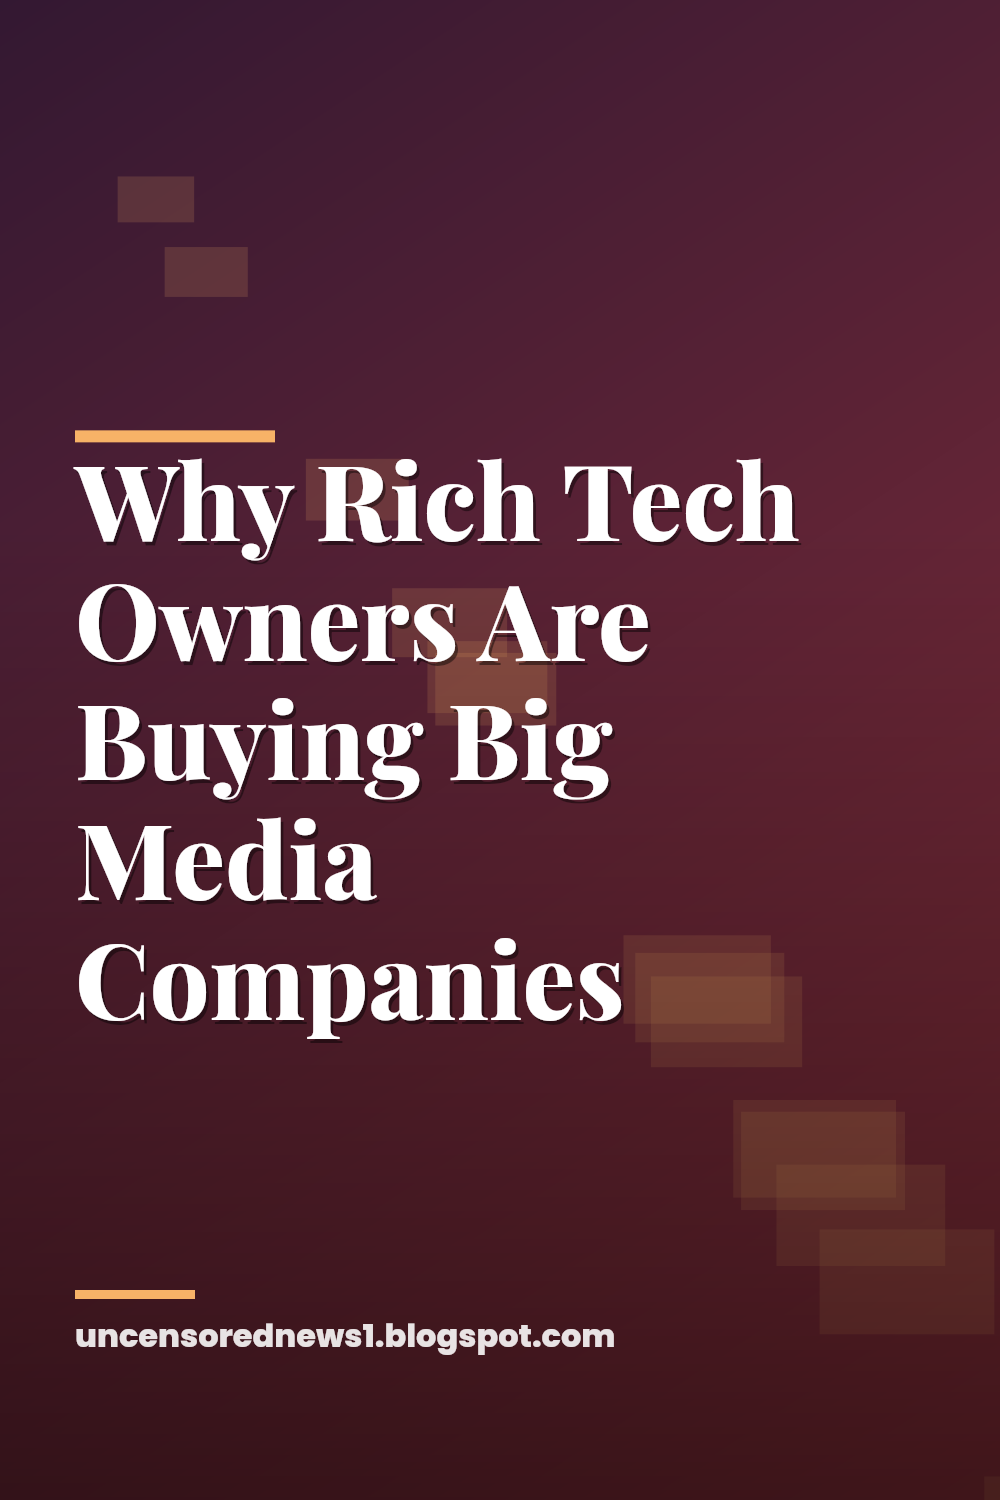 Why Rich Tech
Owners Are
Buying Big
Media
Companies
uncensorednews1.blogspot.com